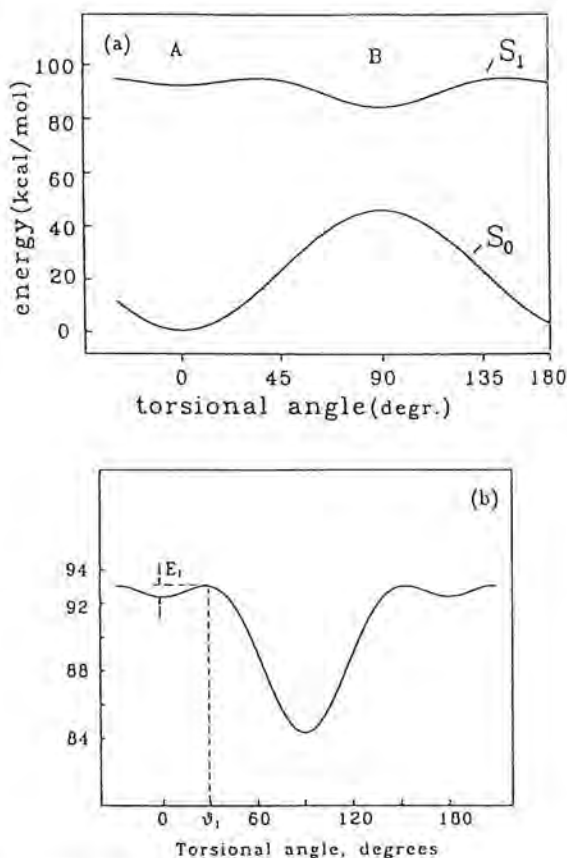 (a)
A
B
S₁
100
80
60
40
20
0
S₀
energy(kcal/mol)
0 45 90 135 180
torsional angle(degr.)
(b)
94
E₁
92
88
84
0 ϑ₁ 60 120 180
Torsional angle, degrees